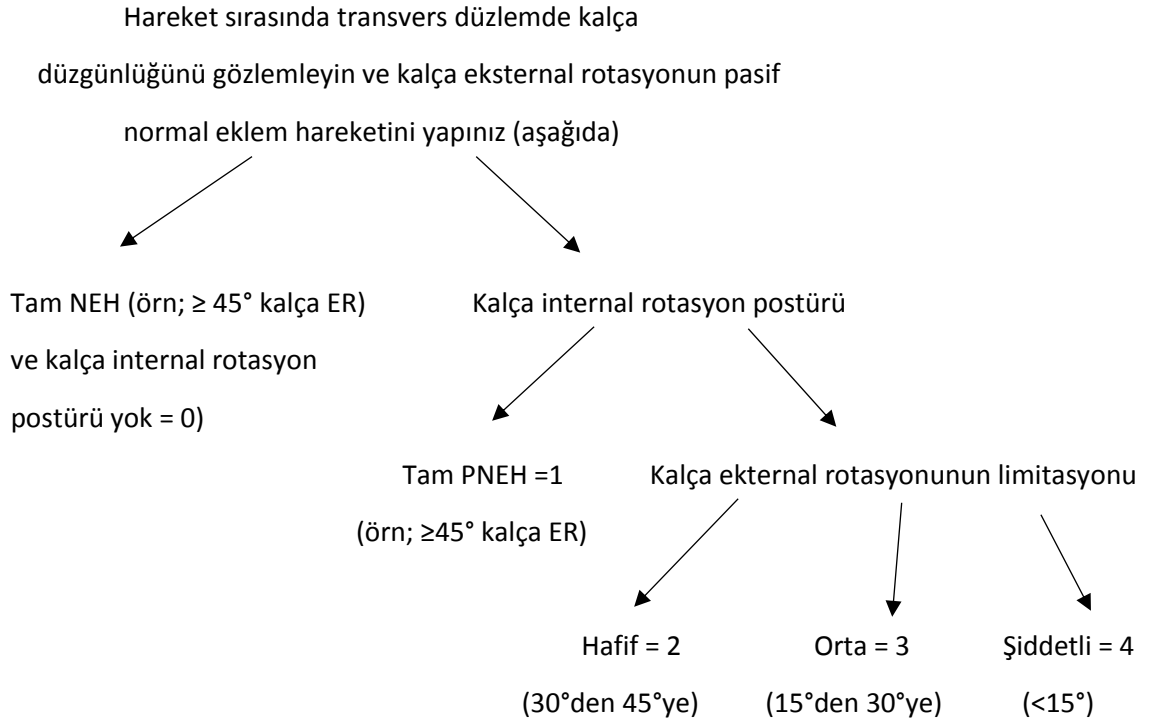 Hareket sırasında transvers düzlemde kalça
düzgünlüğünü gözlemleyin ve kalça eksternal rotasyonun pasif
normal eklem hareketini yapınız (aşağıda)
Tam NEH (örn; ≥ 45° kalça ER)
ve kalça internal rotasyon
postürü yok = 0)
Kalça internal rotasyon postürü
Tam PNEH =1
(örn; ≥45° kalça ER)
Kalça ekternal rotasyonunun limitasyonu
Hafif = 2
(30°den 45°ye)
Orta = 3
(15°den 30°ye)
Şiddetli = 4
(<15°)